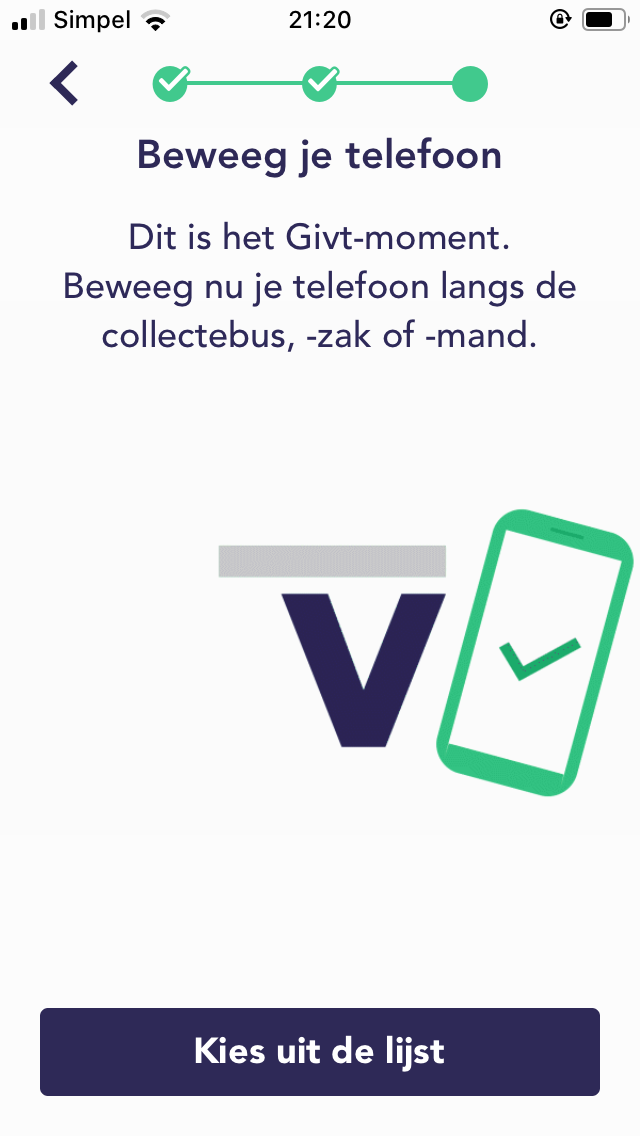 Simpel 21:20
Beweeg je telefoon
Dit is het Givt-moment.
Beweeg nu je telefoon langs de
collectebus, -zak of -mand.
Kies uit de lijst